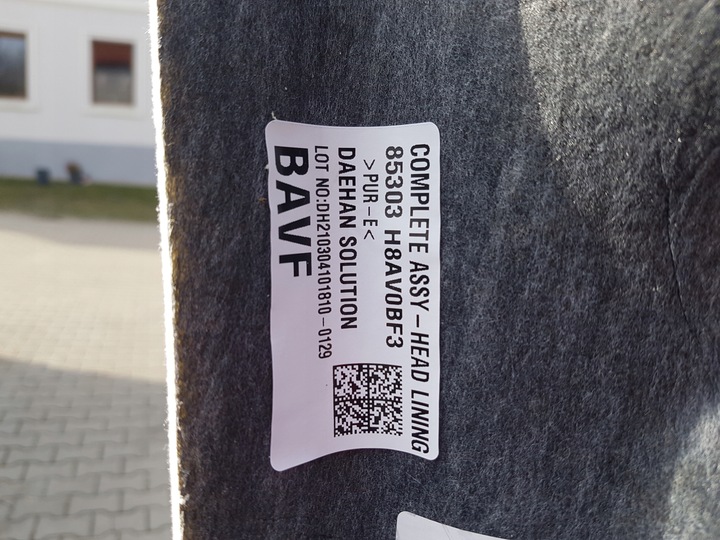 COMPLETE ASSY-HEAD LINING
85303 H8AV0BF3
>PUR-E<
DAEHAN SOLUTION
LOT NO:DH210304101810-0129
BAVF